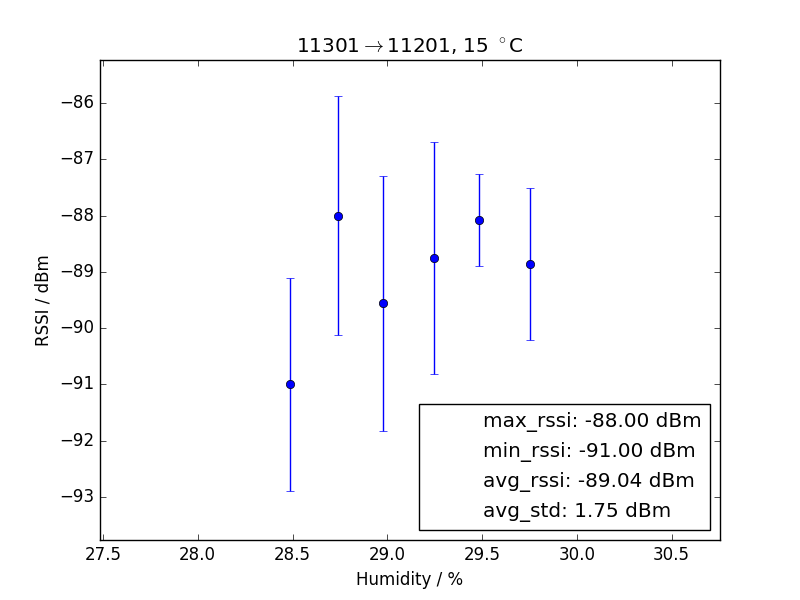 11301→11201, 15 °C
−86
−87
−88
−89
−90
−91
−92
−93
RSSI / dBm
max_rssi: -88.00 dBm
min_rssi: -91.00 dBm
avg_rssi: -89.04 dBm
avg_std: 1.75 dBm
27.5 28.0 28.5 29.0 29.5 30.0 30.5
Humidity / %